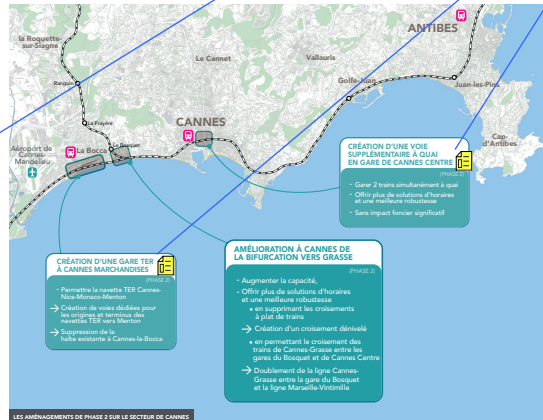 ANTIBES
la Roquette-
sur-Siagne
Le Cannet
Vallauris
Golfe-Juan
Juan-les-Pins
Ranguin
La Frayère
CANNES
Le Bosquet
La Bocca
Aéroport de
Cannes-
Mandelieu
Cap-
d'Antibes
CRÉATION D'UNE VOIE
SUPPLÉMENTAIRE À QUAI
EN GARE DE CANNES CENTRE
(PHASE 2)
- Garer 2 trains simultanément à quai
- Offrir plus de solutions d'horaires
et une meilleure robustesse
- Sans impact foncier significatif
CRÉATION D'UNE GARE TER
À CANNES MARCHANDISES
(PHASE 2)
- Permettre la navette TER Cannes-
Nice-Monaco-Menton
→ Création de voies dédiées pour
les origines et terminus des
navettes TER vers Menton
→ Suppression de la
halte existante à Cannes-la-Bocca
AMÉLIORATION À CANNES DE
LA BIFURCATION VERS GRASSE
(PHASE 2)
- Augmenter la capacité,
- Offrir plus de solutions d'horaires
et une meilleure robustesse
• en supprimant les croisements
à plat de trains
→ Création d'un croisement dénivelé
• en permettant le croisement des
trains de Cannes-Grasse entre les
gares du Bosquet et de Cannes Centre
→ Doublement de la ligne Cannes-
Grasse entre la gare du Bosquet
et la ligne Marseille-Vintimille
LES AMÉNAGEMENTS DE PHASE 2 SUR LE SECTEUR DE CANNES